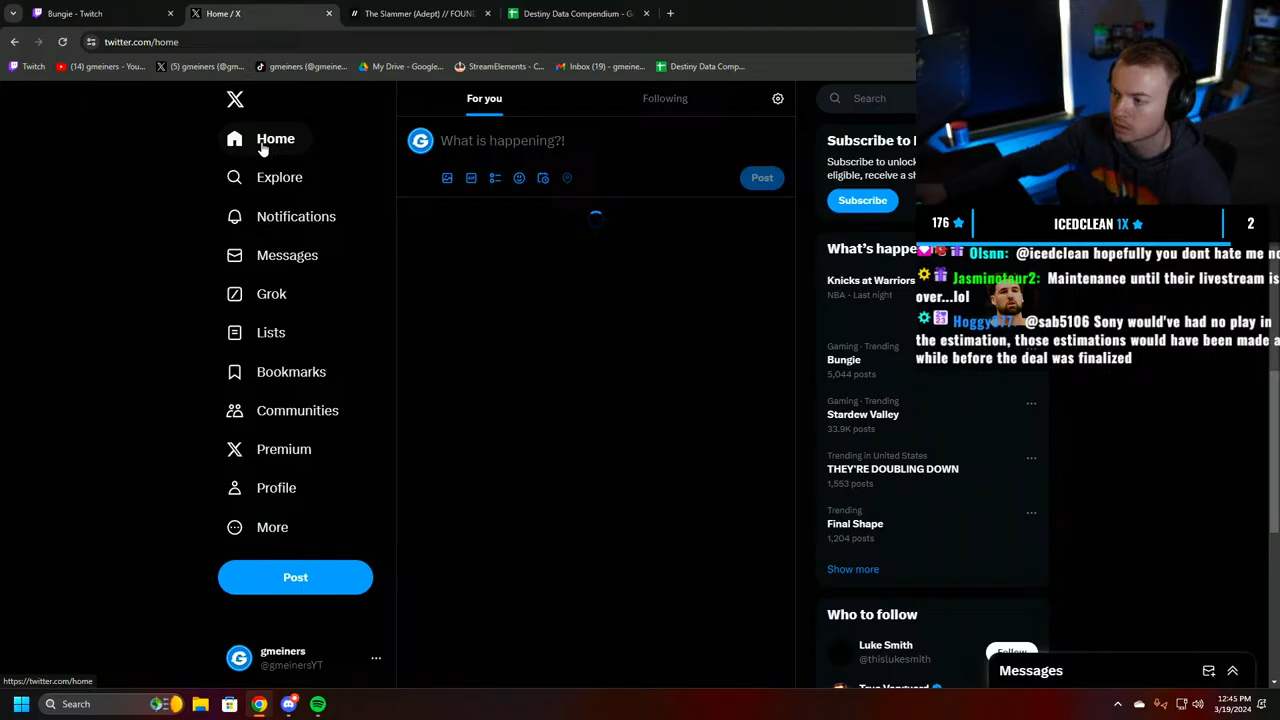 Bungie - Twitch
Home / X
The Slammer (Adept) // FOUND
Destiny Data Compendium - G
twitter.com/home
Twitch
(14) gmeiners - You...
(5) gmeiners (@gm...
gmeiners (@gmeine...
My Drive - Google...
StreamElements - C...
Inbox (19) - gmeine...
Destiny Data Comp...
Home
Explore
Notifications
Messages
Grok
Lists
Bookmarks
Communities
Premium
Profile
More
Post
gmeiners
@gmeinersYT
https://twitter.com/home
For you
Following
What is happening?!
Post
Search
Subscribe to
Subscribe to unlock
eligible, receive a sh
Subscribe
What's happe
Knicks at Warriors
NBA · Last night
Gaming · Trending
Bungie
5,044 posts
Gaming · Trending
Stardew Valley
33.9K posts
Trending in United States
THEY'RE DOUBLING DOWN
1,553 posts
Trending
Final Shape
1,204 posts
Show more
Who to follow
Luke Smith
@thislukesmith
Follow
True Vanguard
Messages
176
ICEDCLEAN 1X
2
Olsnn: @icedclean hopefully you dont hate me no
Jasminotaur2: Maintenance until their livestream is
over...lol
@sab5106 Sony would've had no play in
the estimation, those estimations would have been made a
while before the deal was finalized
Search
12:45 PM
3/19/2024